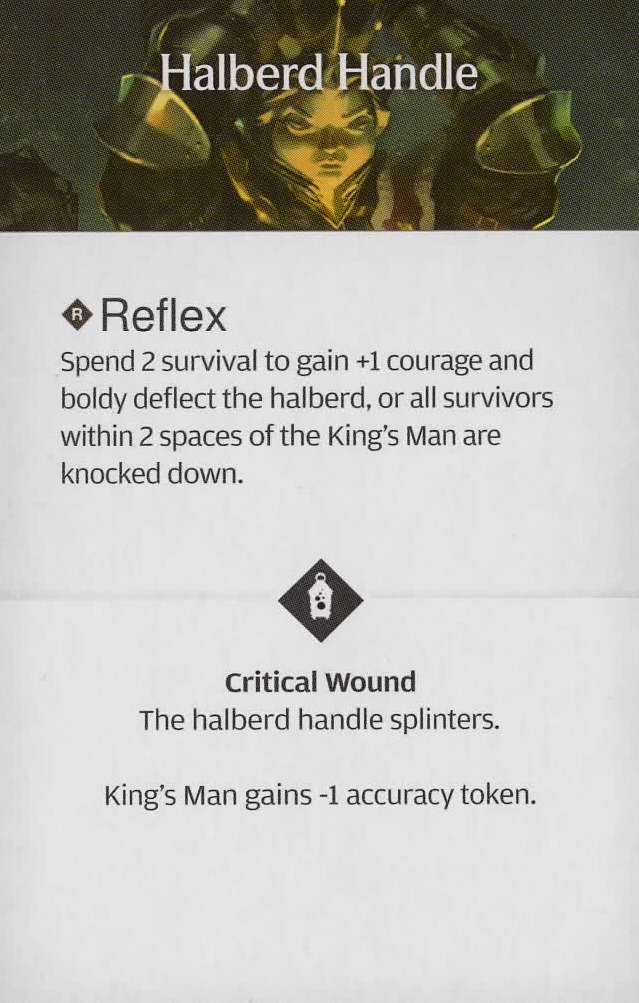 Halberd Handle
R Reflex
Spend 2 survival to gain +1 courage and
boldy deflect the halberd, or all survivors
within 2 spaces of the King's Man are
knocked down.
Critical Wound
The halberd handle splinters.
King's Man gains -1 accuracy token.